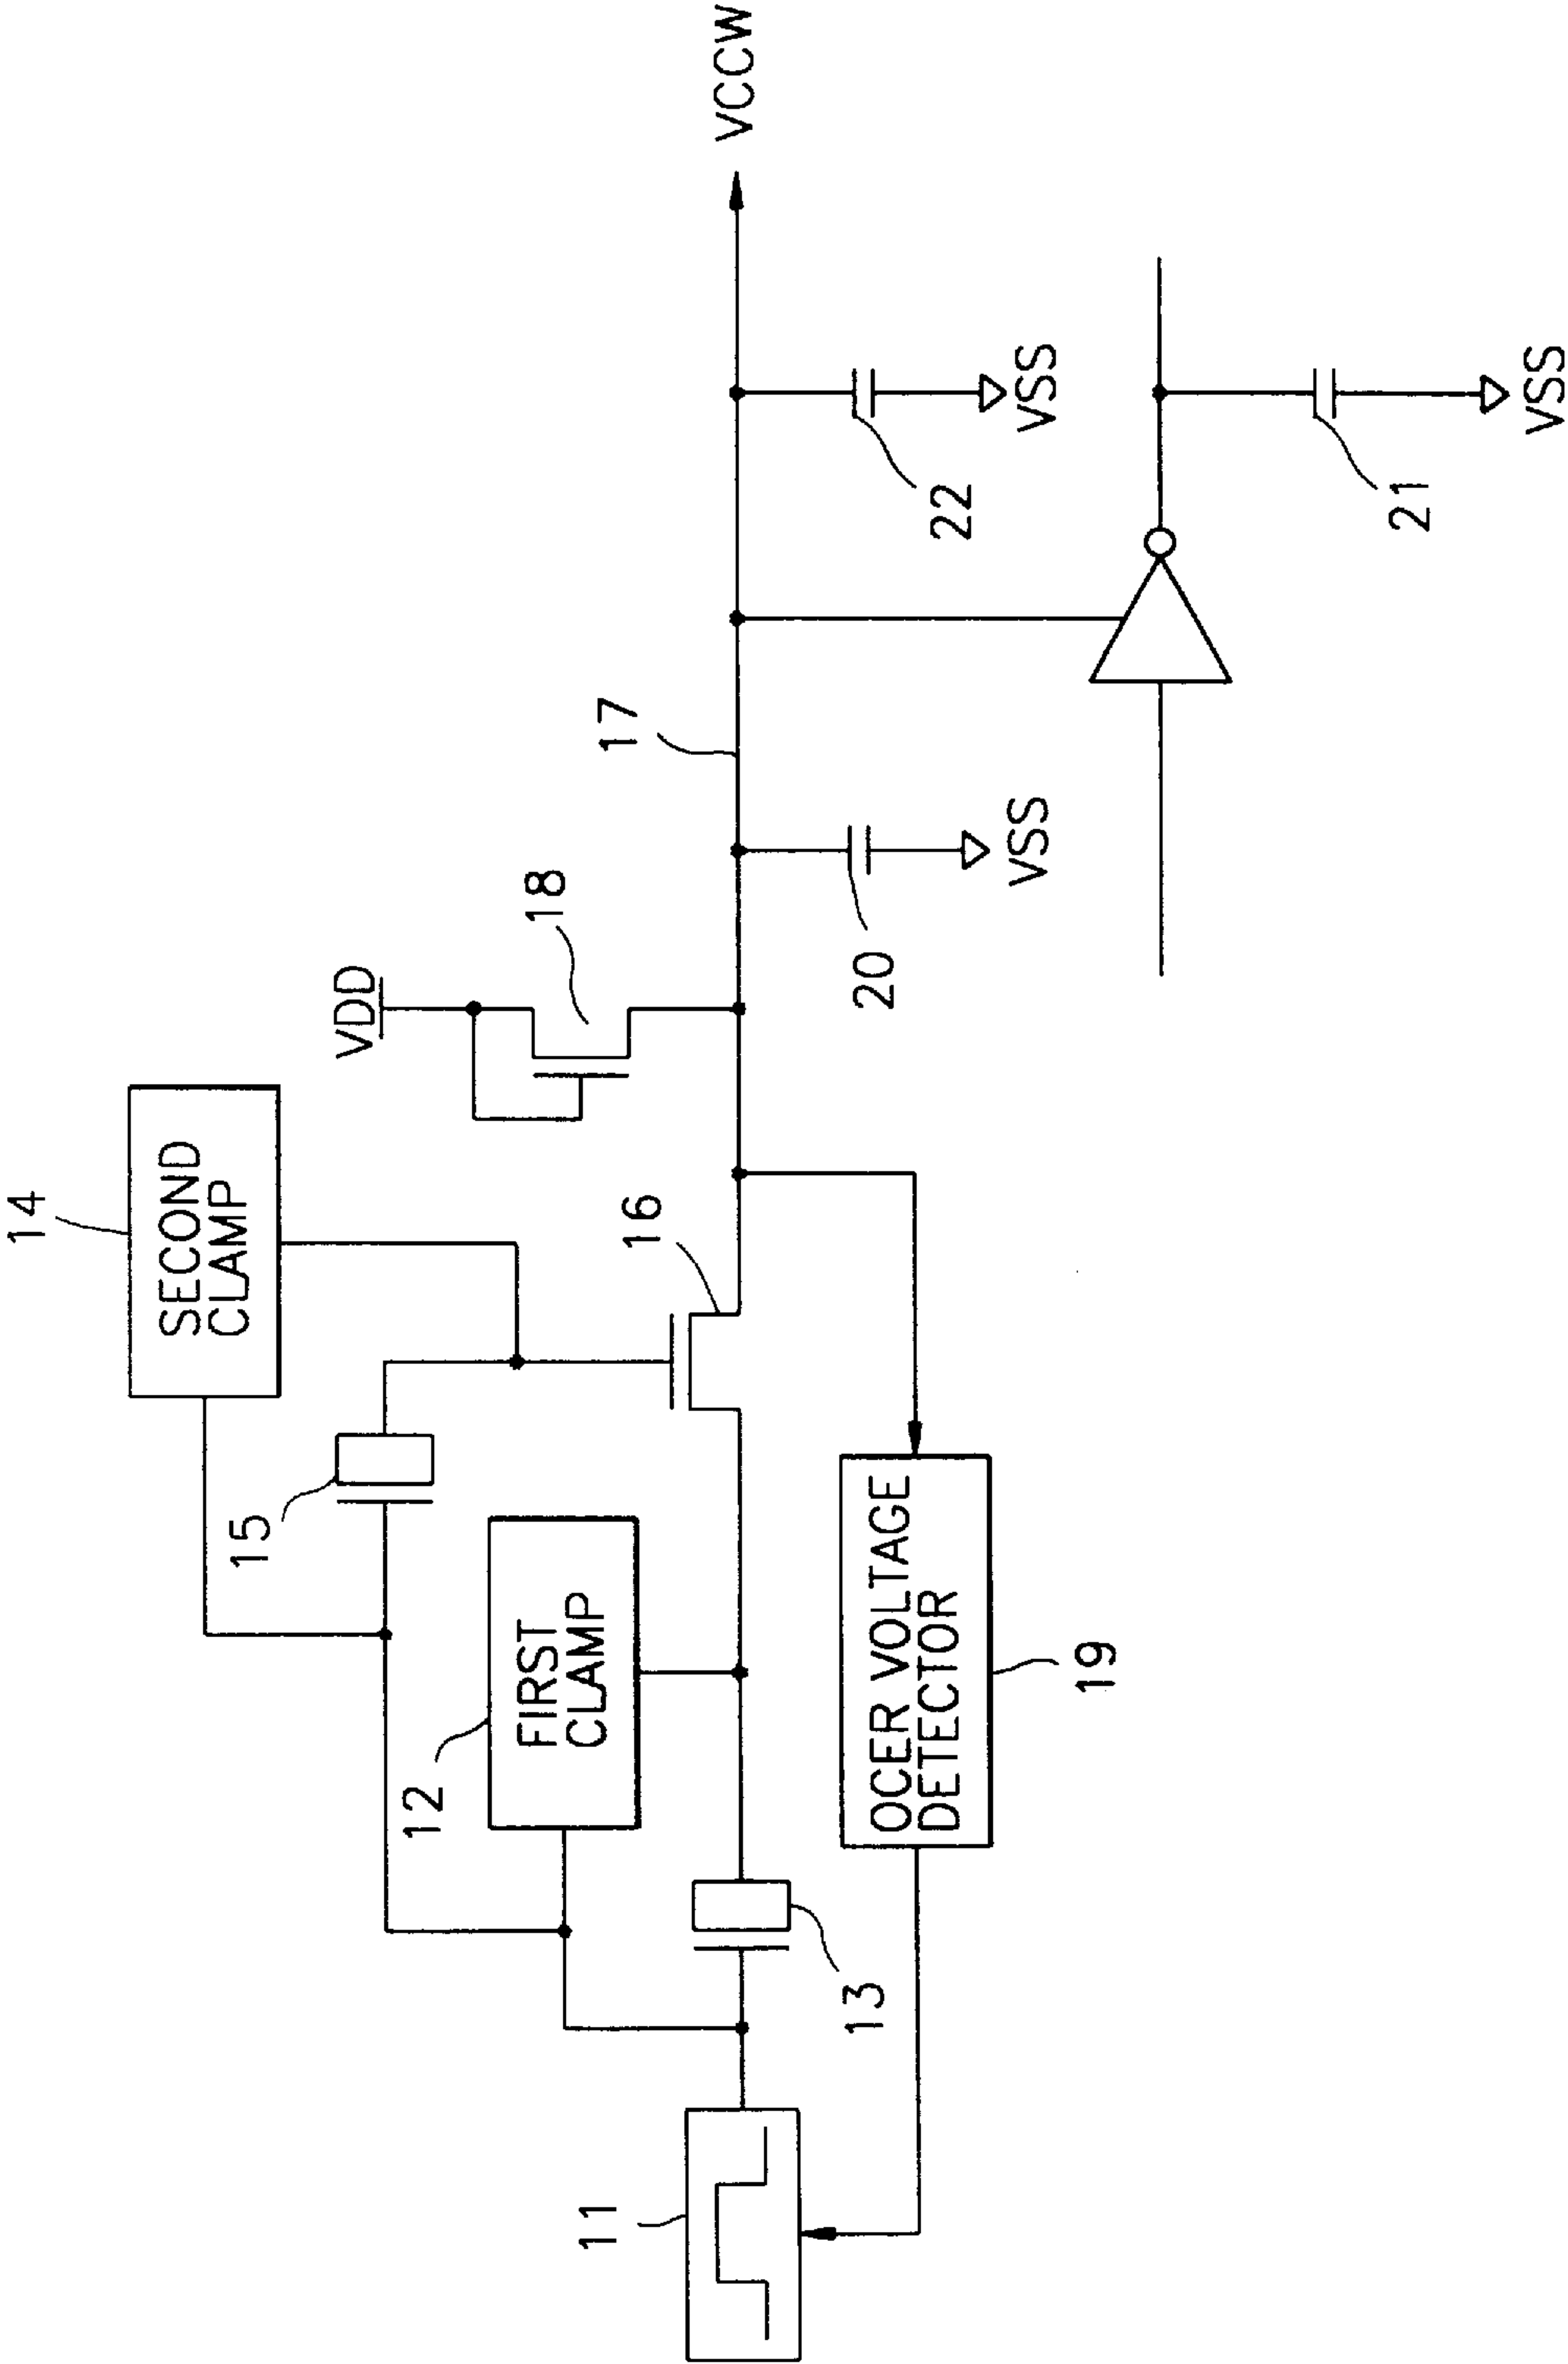 14
SECOND
CLAMP
VDD
15
18
12
FIRST
CLAMP
16
17
VCCW
11
13
OCER VOLTAGE
DETECTOR
19
20
VSS
22
VSS
21
VSS